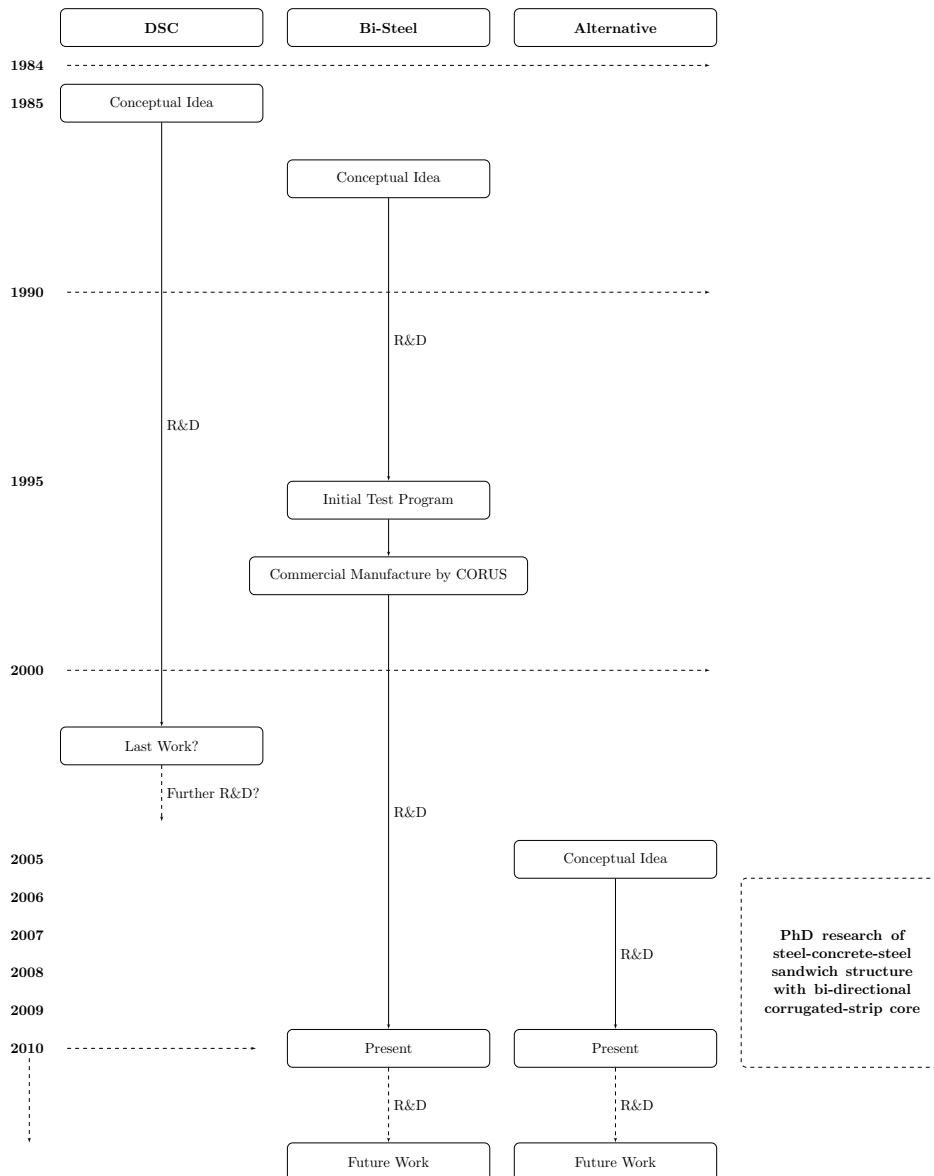 DSC
Bi-Steel
Alternative
1984
1985
Conceptual Idea
Conceptual Idea
1990
R&D
R&D
1995
Initial Test Program
Commercial Manufacture by CORUS
2000
Last Work?
Further R&D?
R&D
2005
Conceptual Idea
2006
2007
2008
2009
R&D
PhD research of
steel-concrete-steel
sandwich structure
with bi-directional
corrugated-strip core
2010
Present
Present
R&D
R&D
Future Work
Future Work